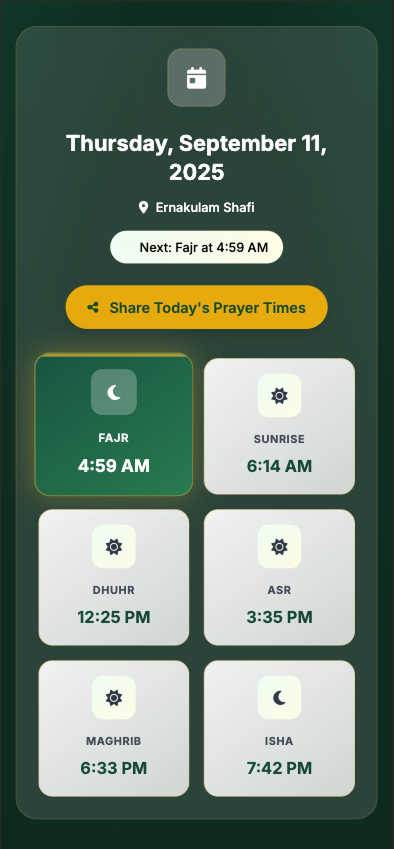 Thursday, September 11,
2025
Ernakulam Shafi
Next: Fajr at 4:59 AM
Share Today's Prayer Times
FAJR
4:59 AM
SUNRISE
6:14 AM
DHUHR
12:25 PM
ASR
3:35 PM
MAGHRIB
6:33 PM
ISHA
7:42 PM